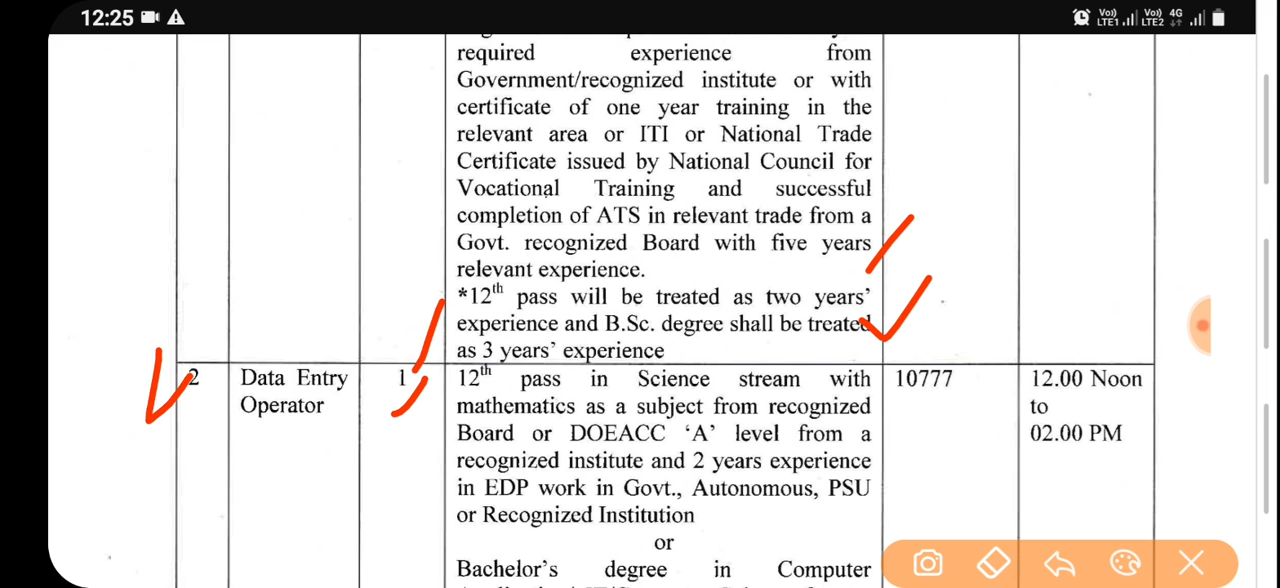 12:25
Vo)) LTE1 Vo)) LTE2 4G
required experience from
Government/recognized institute or with
certificate of one year training in the
relevant area or ITI or National Trade
Certificate issued by National Council for
Vocational Training and successful
completion of ATS in relevant trade from a
Govt. recognized Board with five years
relevant experience.
*12th pass will be treated as two years’
experience and B.Sc. degree shall be treated
as 3 years’ experience
2 Data Entry 1 12th pass in Science stream with 10777 12.00 Noon
Operator mathematics as a subject from recognized to
Board or DOEACC ‘A’ level from a 02.00 PM
recognized institute and 2 years experience
in EDP work in Govt., Autonomous, PSU
or Recognized Institution
or
Bachelor’s degree in Computer